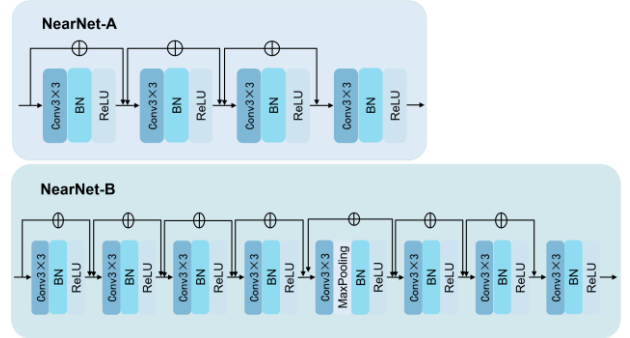 NearNet-A
Conv3×3 BN ReLU Conv3×3 BN ReLU Conv3×3 BN ReLU Conv3×3 BN ReLU
NearNet-B
Conv3×3 BN ReLU Conv3×3 BN ReLU Conv3×3 BN ReLU Conv3×3 BN ReLU Conv3×3 MaxPooling BN ReLU Conv3×3 BN ReLU Conv3×3 BN ReLU Conv3×3 BN ReLU